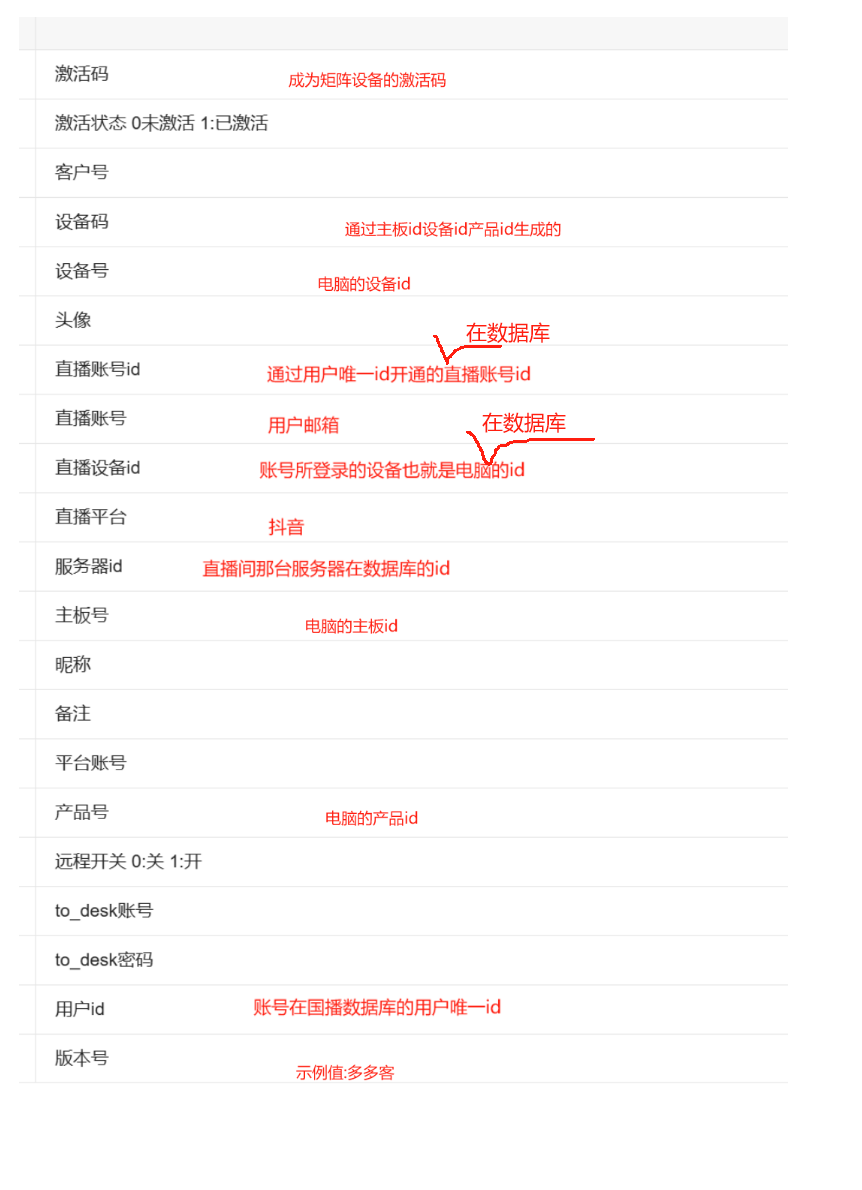 激活码 成为矩阵设备的激活码
激活状态 0未激活 1:已激活
客户号
设备码 通过主板id设备id产品id生成的
设备号 电脑的设备id
头像
在数据库
直播账号id 通过用户唯一id开通的直播账号id
直播账号 用户邮箱 在数据库
直播设备id 账号所登录的设备也就是电脑的id
直播平台 抖音
服务器id 直播间那台服务器在数据库的id
主板号 电脑的主板id
昵称
备注
平台账号
产品号 电脑的产品id
远程开关 0:关 1:开
to_desk账号
to_desk密码
用户id 账号在国播数据库的用户唯一id
版本号 示例值:多多客